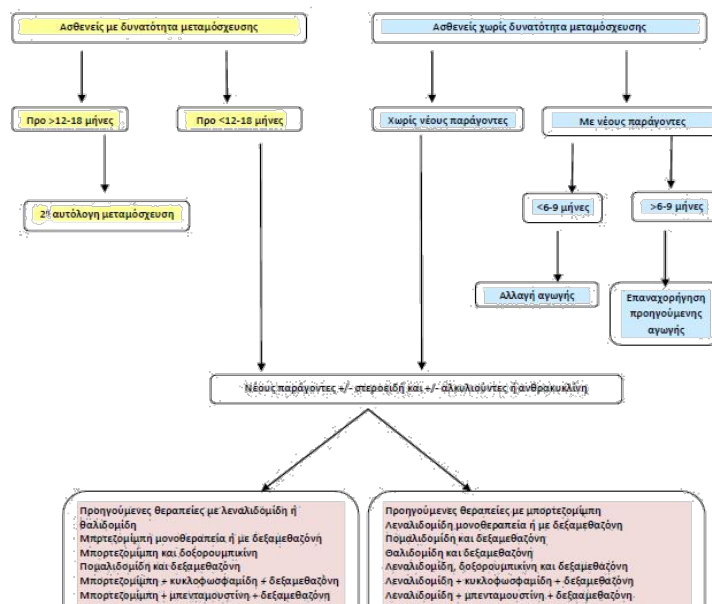 Ασθενείς με δυνατότητα μεταμόσχευσης
Ασθενείς χωρίς δυνατότητα μεταμόσχευσης
Προ >12-18 μήνες
Προ <12-18 μήνες
Χωρίς νέους παράγοντες
Με νέους παράγοντες
2η αυτόλογη μεταμόσχευση
<6-9 μήνες
>6-9 μήνες
Αλλαγή αγωγής
Επαναχορήγηση
προηγούμενης
αγωγής
Νέους παράγοντες +/- στεροειδή και +/- αλκυλιούντες ή ανθρακυκλίνη
Προηγούμενες θεραπείες με λεναλιδομίδη ή
θαλιδομίδη
Μπρτεζομίμπη μονοθεραπεία ή με δεξαμεθαζόνη
Μπορτεζομίμπη και δοξορουμπικίνη
Πομαλιδομίδη και δεξαμεθαζόνη
Μπορτεζομίμπη + κυκλοφωσφαμίδη + δεξαμεθαζόνη
Μπορτεζομίμπη + μπενταμουστίνη + δεξαμεθαζόνη
Προηγούμενες θεραπείες με μπορτεζομίμπη
Λεναλιδομίδη μονοθεραπεία ή με δεξαμεθαζόνη
Πομαλιδομίδη και δεξαμεθαζόνη
Θαλιδομίδη και δεξαμεθαζόνη
Λεναλιδομίδη, δοξορουμπικίνη και δεξαμεθαζόνη
Λεναλιδομίδη + κυκλοφωσφαμίδη + δεξαμεθαζόνη
Λεναλιδομίδη + μπενταμουστίνη + δεξααμεθαζονη